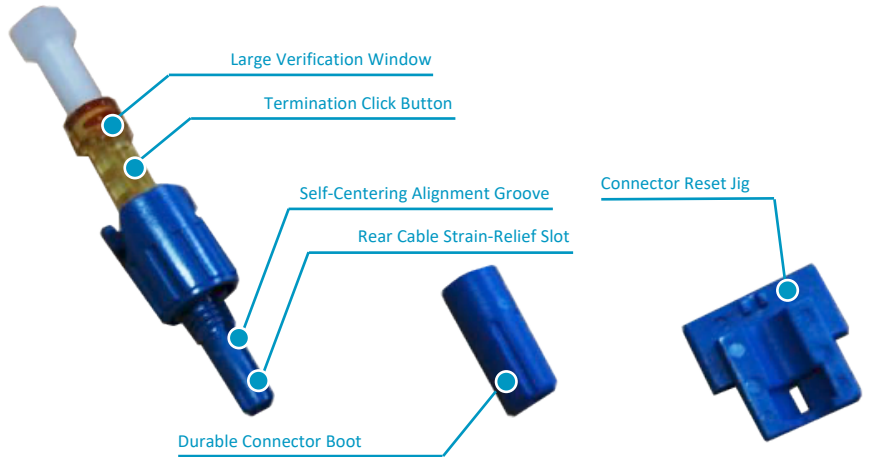 Large Verification Window
Termination Click Button
Self-Centering Alignment Groove
Connector Reset Jig
Rear Cable Strain-Relief Slot
Durable Connector Boot